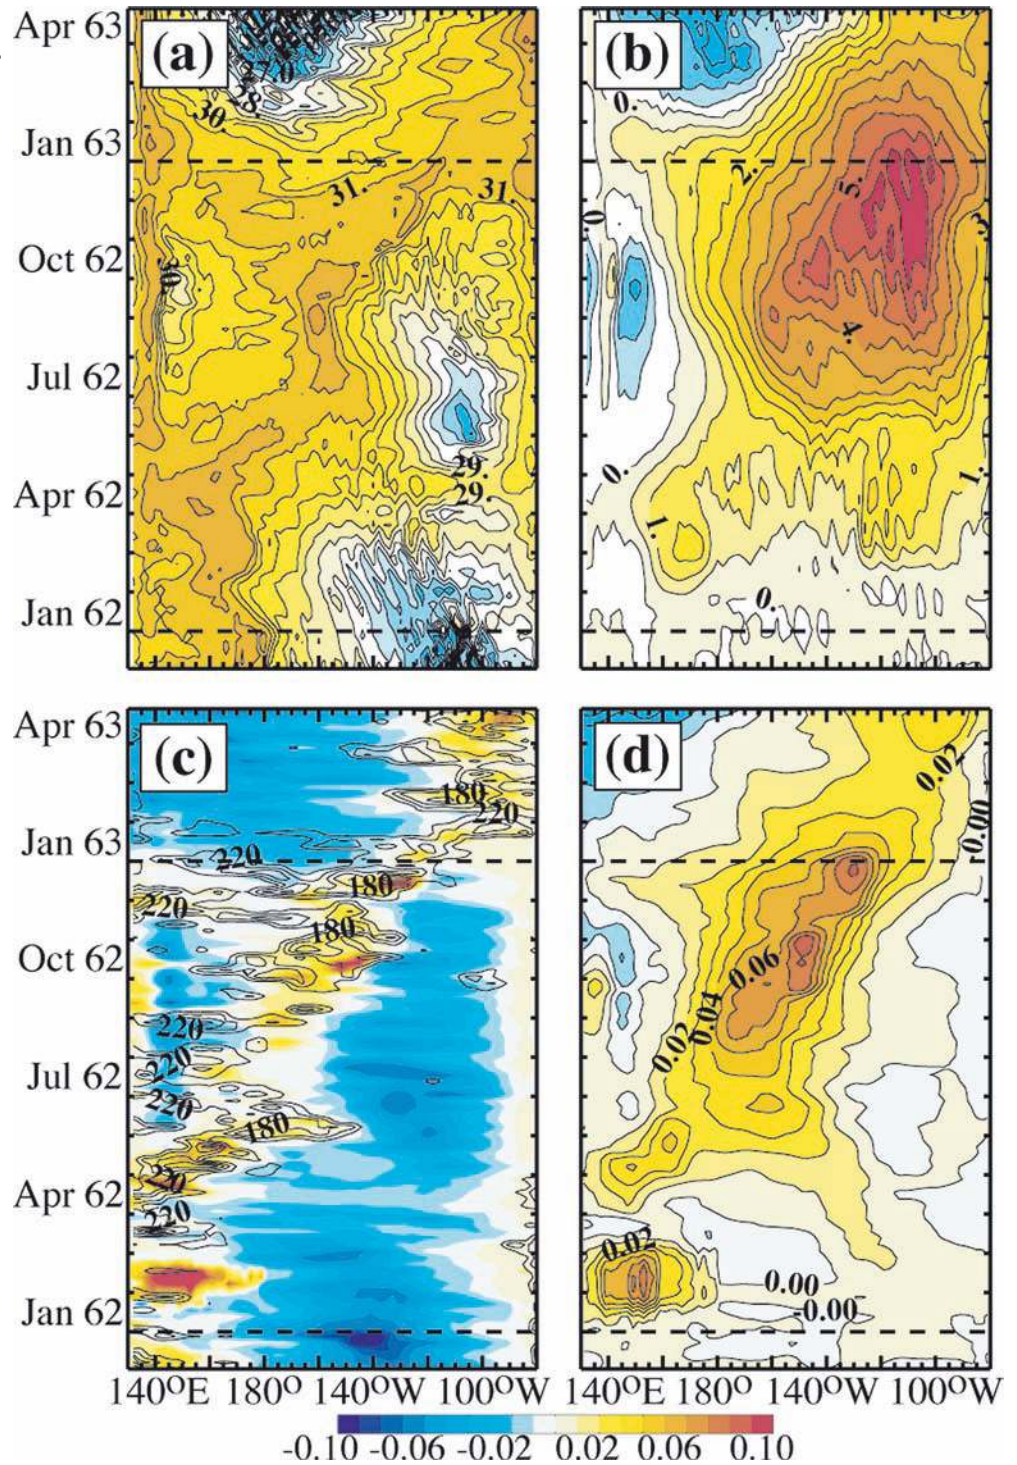 Apr 63
(a)
27.0
28.
30.
Jan 63
31.
31.
Oct 62
30.
Jul 62
29.
Apr 62
29.
Jan 62
(b)
0.
2.
5.
.0
3.
4.
0.
1.
1.
0.
Apr 63
(c)
180
220
Jan 63
220
180
220
180
Oct 62
220
220
Jul 62
220
180
220
Apr 62
220
Jan 62
(d)
0.02
0.00
0.06
0.04
0.02
0.02
0.00
-0.00
140°E 180° 140°W 100°W 140°E 180° 140°W 100°W
-0.10 -0.06 -0.02 0.02 0.06 0.10